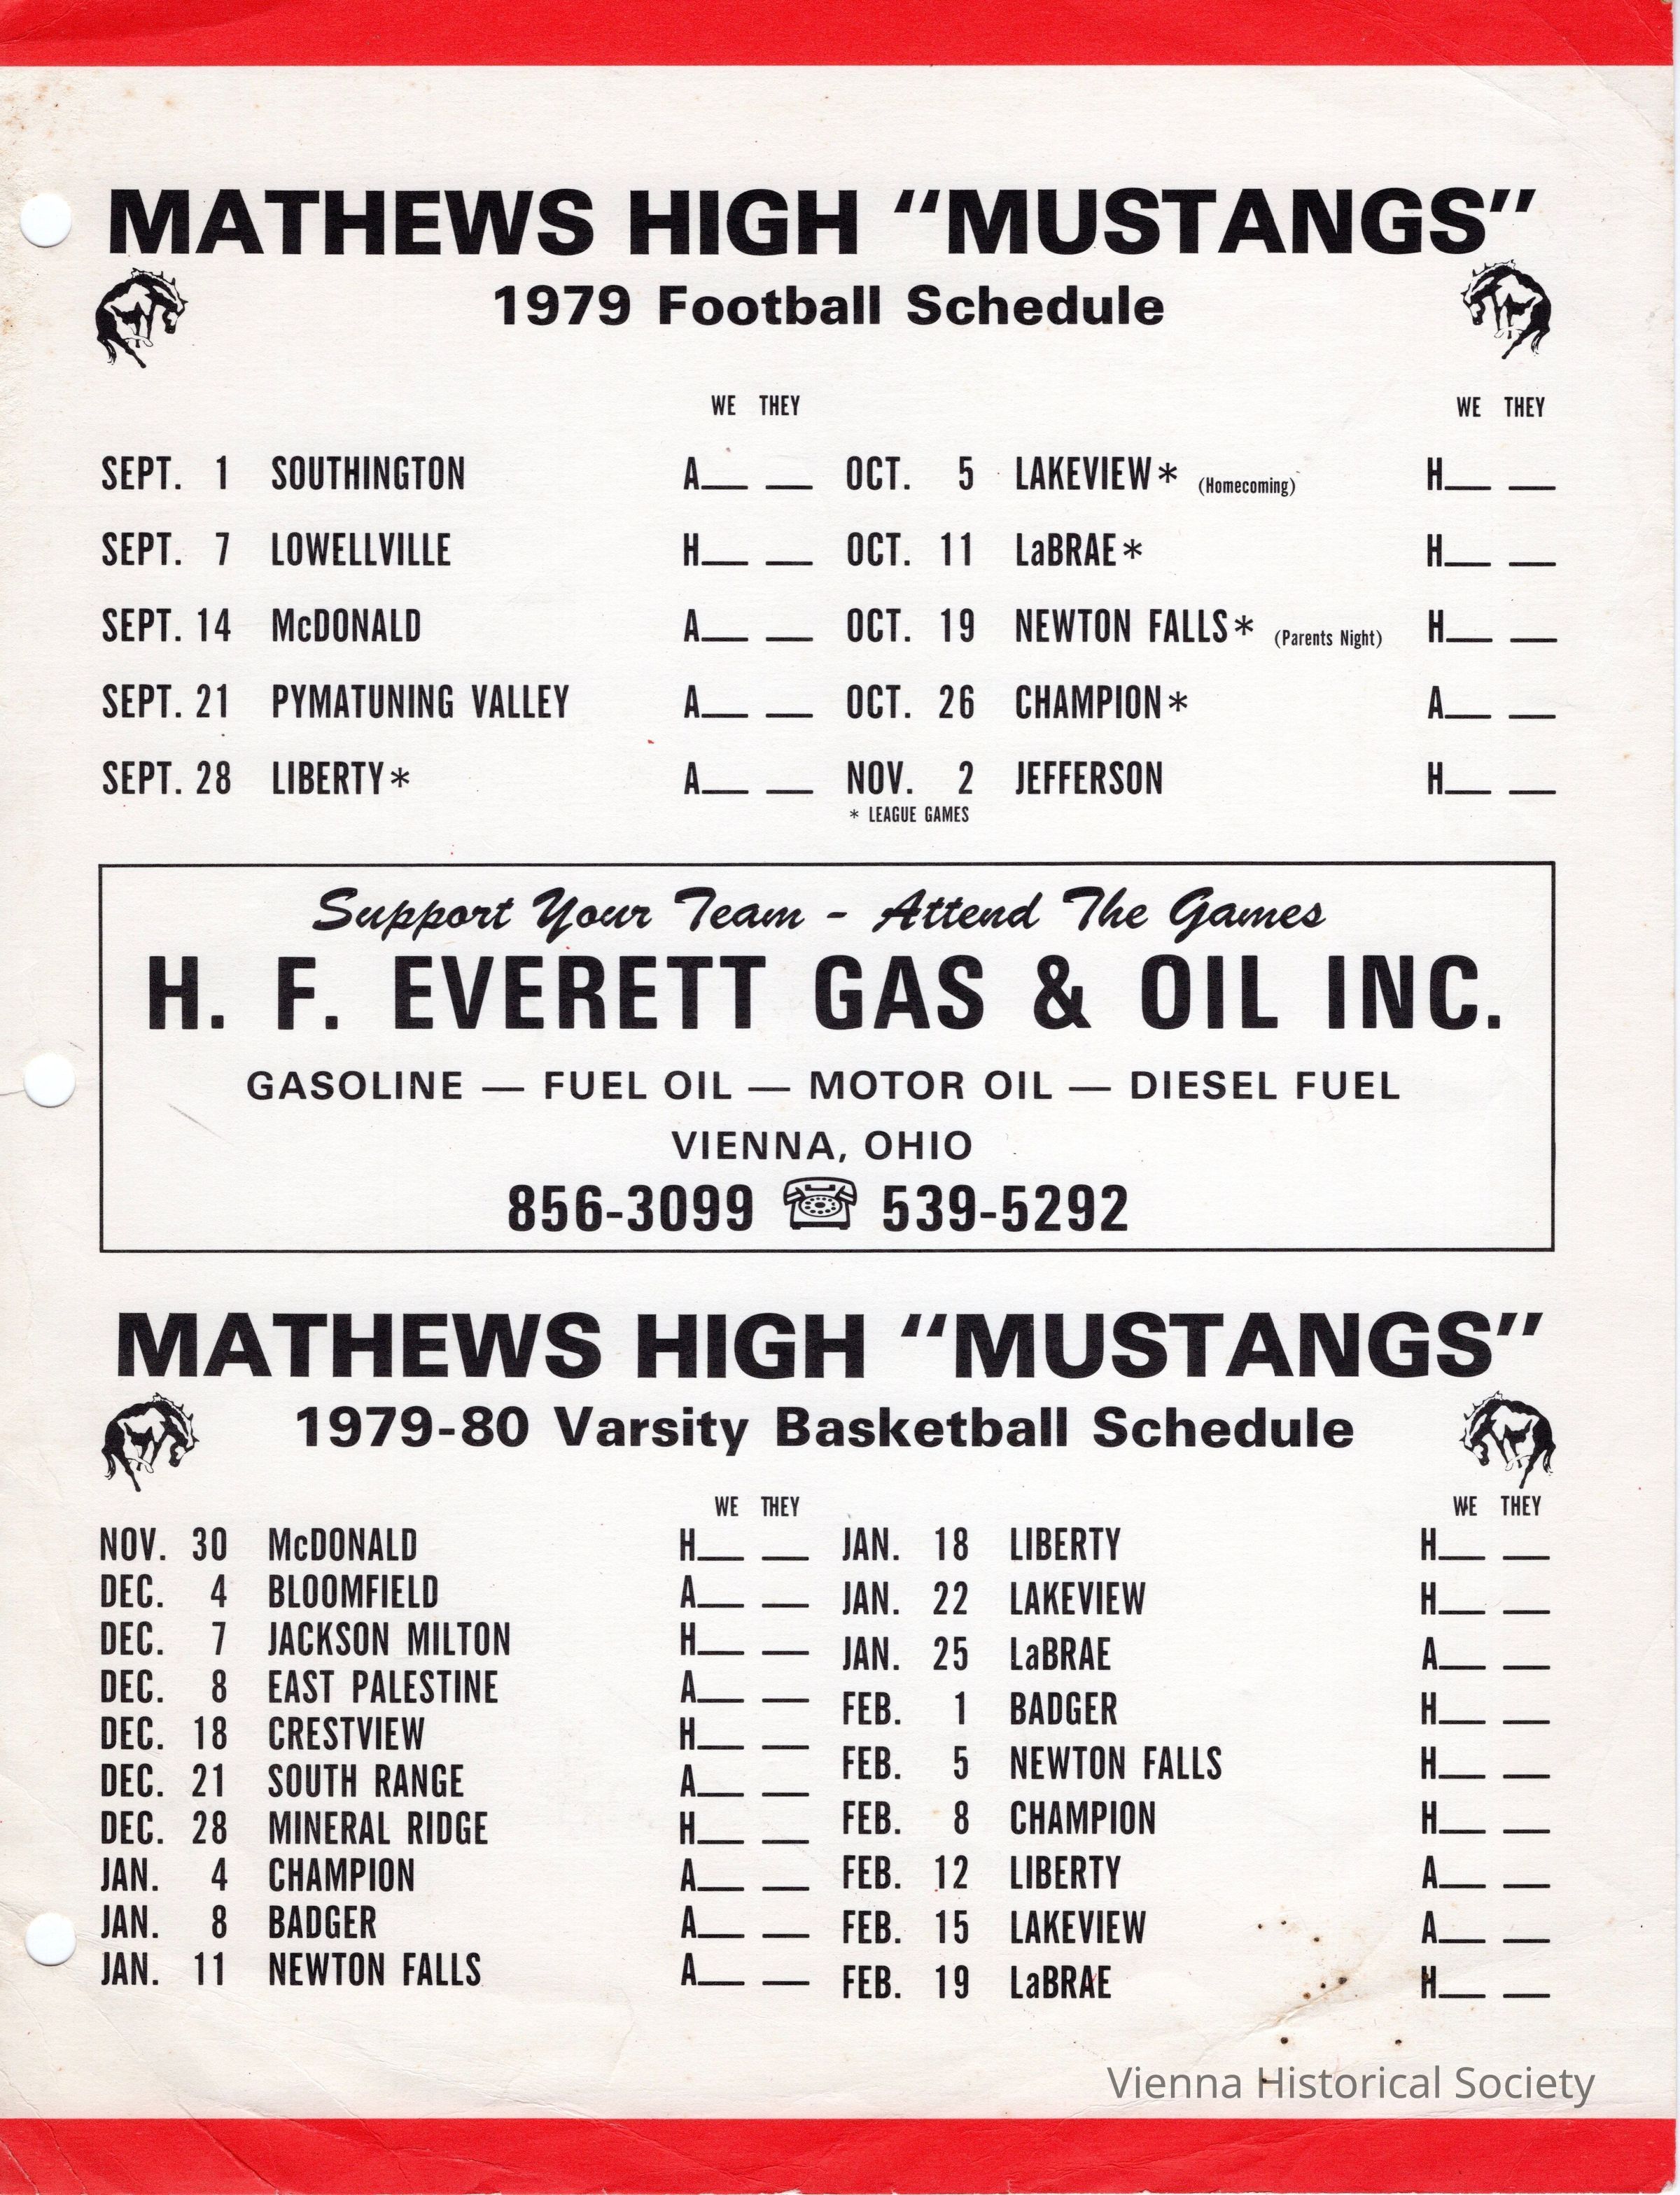 MATHEWS HIGH “MUSTANGS”
1979 Football Schedule
WE THEY
SEPT. 1 SOUTHINGTON A__ __
SEPT. 7 LOWELLVILLE H__ __
SEPT. 14 McDONALD A__ __
SEPT. 21 PYMATUNING VALLEY A__ __
SEPT. 28 LIBERTY* A__ __
WE THEY
OCT. 5 LAKEVIEW* (Homecoming) H__ __
OCT. 11 LaBRAE* H__ __
OCT. 19 NEWTON FALLS* (Parents Night) H__ __
OCT. 26 CHAMPION* A__ __
NOV. 2 JEFFERSON H__ __
* LEAGUE GAMES
Support Your Team - Attend The Games
H. F. EVERETT GAS & OIL INC.
GASOLINE — FUEL OIL — MOTOR OIL — DIESEL FUEL
VIENNA, OHIO
856-3099 539-5292
MATHEWS HIGH “MUSTANGS”
1979-80 Varsity Basketball Schedule
WE THEY
NOV. 30 McDONALD H__ __
DEC. 4 BLOOMFIELD A__ __
DEC. 7 JACKSON MILTON H__ __
DEC. 8 EAST PALESTINE A__ __
DEC. 18 CRESTVIEW H__ __
DEC. 21 SOUTH RANGE A__ __
DEC. 28 MINERAL RIDGE H__ __
JAN. 4 CHAMPION A__ __
JAN. 8 BADGER A__ __
JAN. 11 NEWTON FALLS A__ __
WE THEY
JAN. 18 LIBERTY H__ __
JAN. 22 LAKEVIEW H__ __
JAN. 25 LaBRAE A__ __
FEB. 1 BADGER H__ __
FEB. 5 NEWTON FALLS H__ __
FEB. 8 CHAMPION H__ __
FEB. 12 LIBERTY A__ __
FEB. 15 LAKEVIEW A__ __
FEB. 19 LaBRAE H__ __
Vienna Historical Society